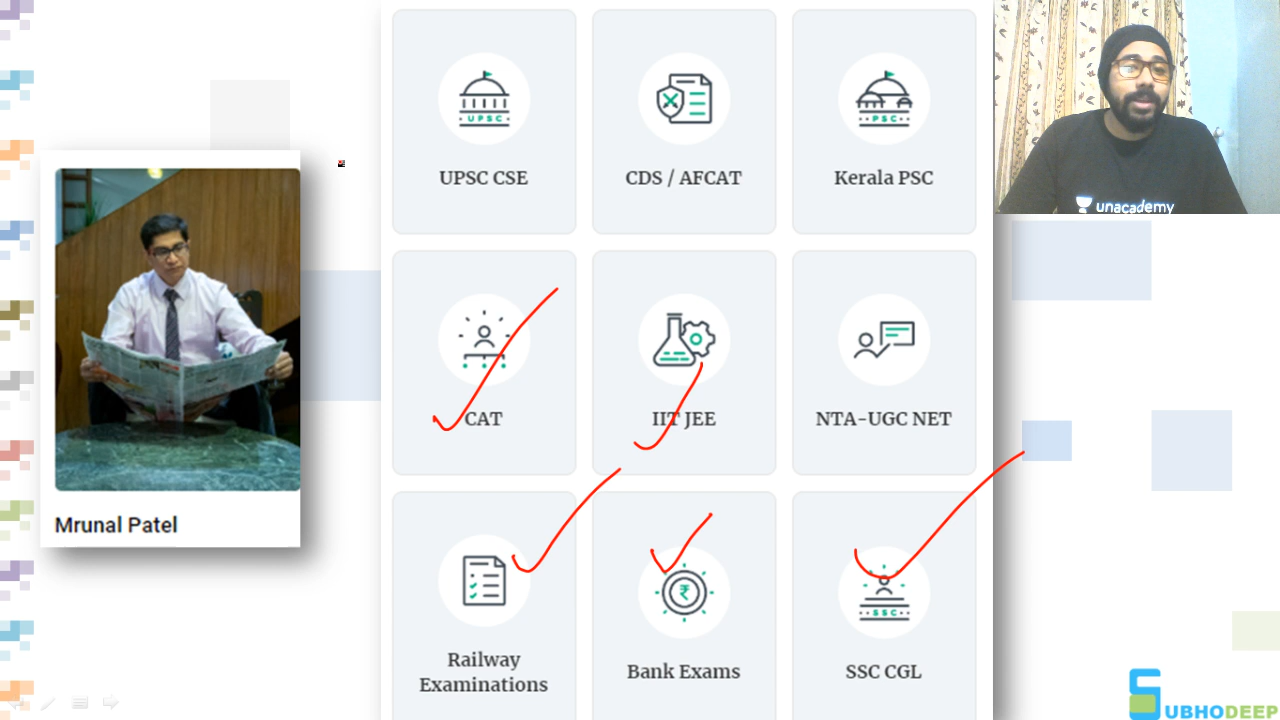 UPSC
UPSC CSE
CDS / AFCAT
PSC
Kerala PSC
unacademy
CAT
IIT JEE
NTA-UGC NET
Mrunal Patel
Railway
Examinations
₹
Bank Exams
SSC
SSC CGL
SUBHODEEP